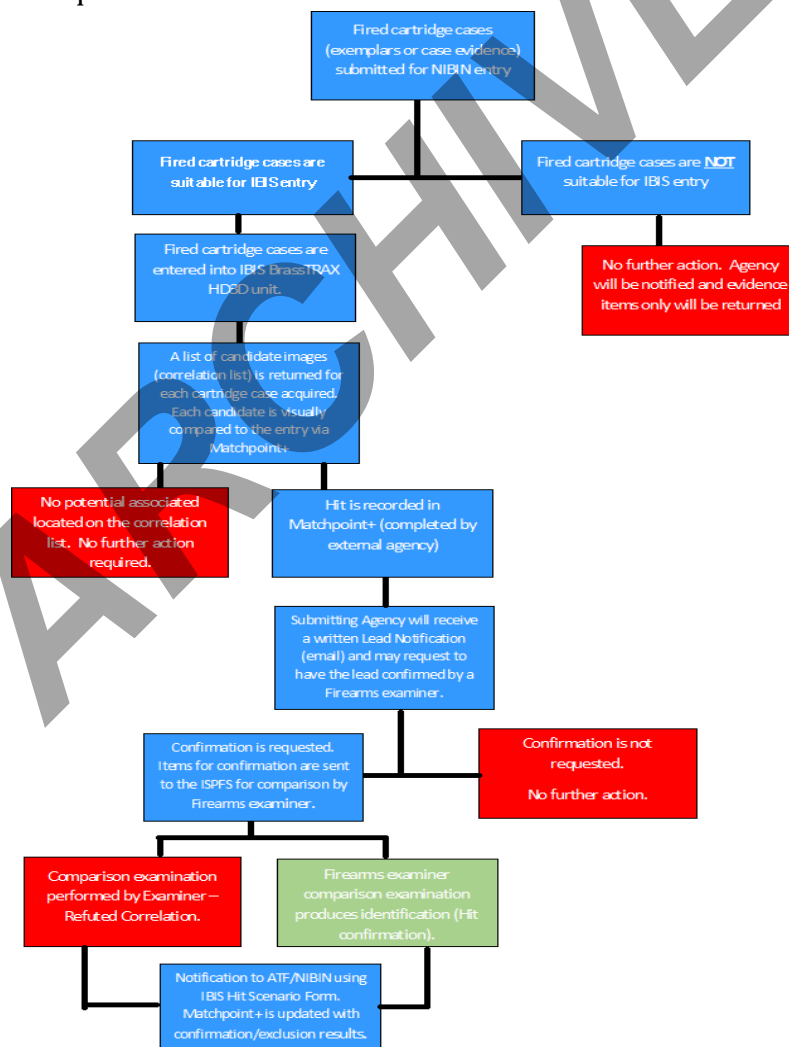 Fired cartridge cases
(exemplars or case evidence)
submitted for NIBIN entry
Fired cartridge cases are
suitable for IBIS entry
Fired cartridge cases are NOT
suitable for IBIS entry
Fired cartridge cases are
entered into IBIS BrassTRAX
HDSD unit.
No further action. Agency
will be notified and evidence
items only will be returned
A list of candidate images
(correlation list) is returned for
each cartridge case acquired.
Each candidate is visually
compared to the entry via
Matchpoint+
No potential associated
located on the correlation
list. No further action
required.
Hit is recorded in
Matchpoint+ (completed by
external agency)
Submitting Agency will receive
a written Lead Notification
(email) and may request to
have the lead confirmed by a
Firearms examiner.
Confirmation is requested.
Items for confirmation are sent
to the ISPFS for comparison by
Firearms examiner.
Confirmation is not
requested.
No further action.
Comparison examination
performed by Examiner –
Refuted Correlation.
Firearms examiner
comparison examination
produces identification (Hit
confirmation).
Notification to ATF/NIBIN using
IBIS Hit Scenario Form.
Matchpoint+ is updated with
confirmation/exclusion results.